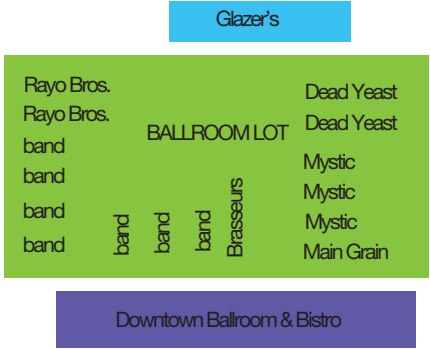 Glazer's
Rayo Bros.
Rayo Bros.
band
band
band
band
BALLROOM LOT
band
band
band
Brasseurs
Dead Yeast
Dead Yeast
Mystic
Mystic
Mystic
Main Grain
Downtown Ballroom & Bistro